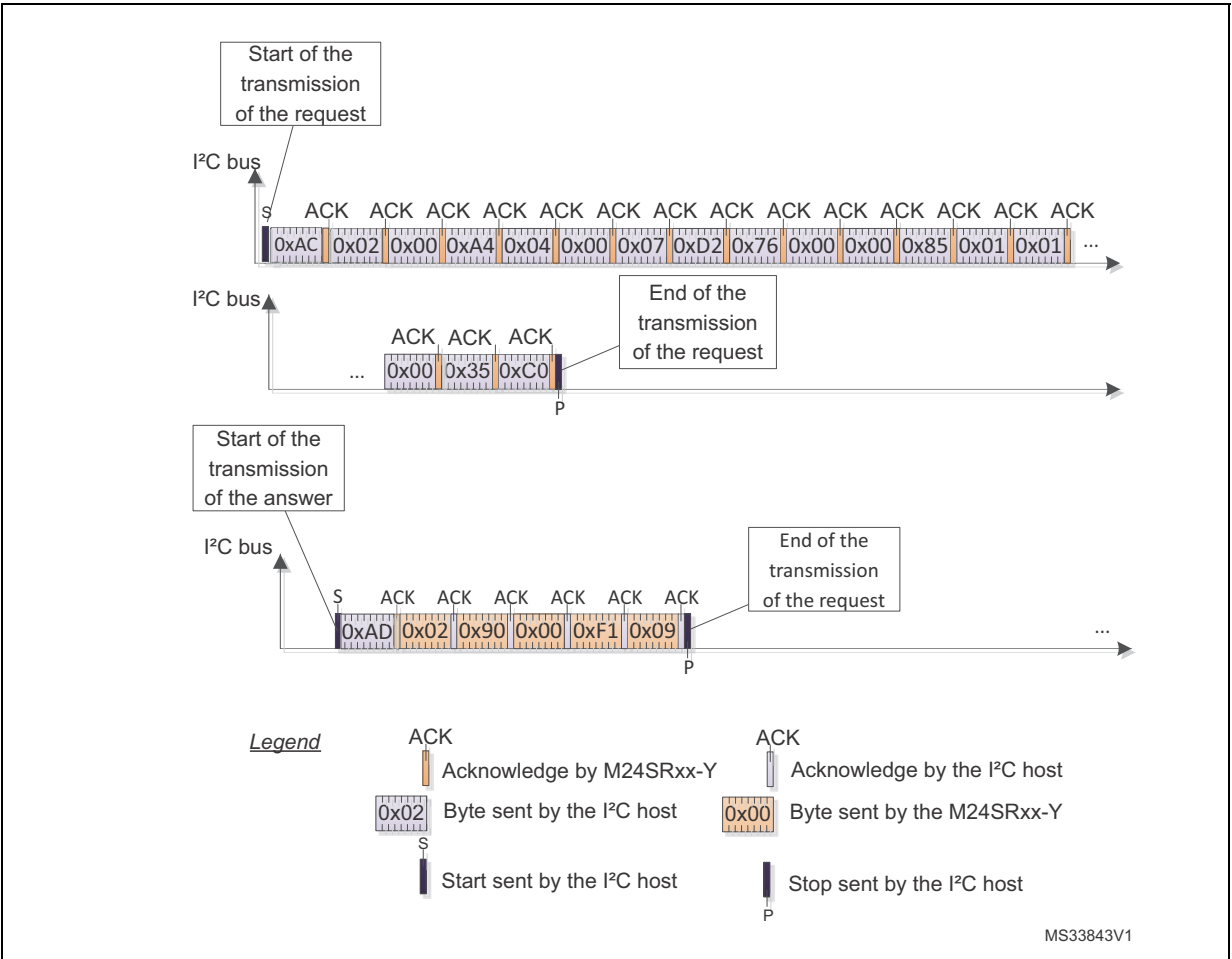 Start of the
transmission
of the request
I²C bus
S ACK ACK ACK ACK ACK ACK ACK ACK ACK ACK ACK ACK ACK ACK
0xAC 0x02 0x00 0xA4 0x04 0x00 0x07 0xD2 0x76 0x00 0x00 0x85 0x01 0x01 ...
I²C bus
End of the
transmission
of the request
ACK ACK ACK
... 0x00 0x35 0xC0
P
Start of the
transmission
of the answer
I²C bus
End of the
transmission
of the request
S ACK ACK ACK ACK ACK ACK
0xAD 0x02 0x90 0x00 0xF1 0x09 ...
P
Legend
ACK ACK
Acknowledge by M24SRxx-Y Acknowledge by the I²C host
0x02 Byte sent by the I²C host 0x00 Byte sent by the M24SRxx-Y
S
Start sent by the I²C host Stop sent by the I²C host
P
MS33843V1